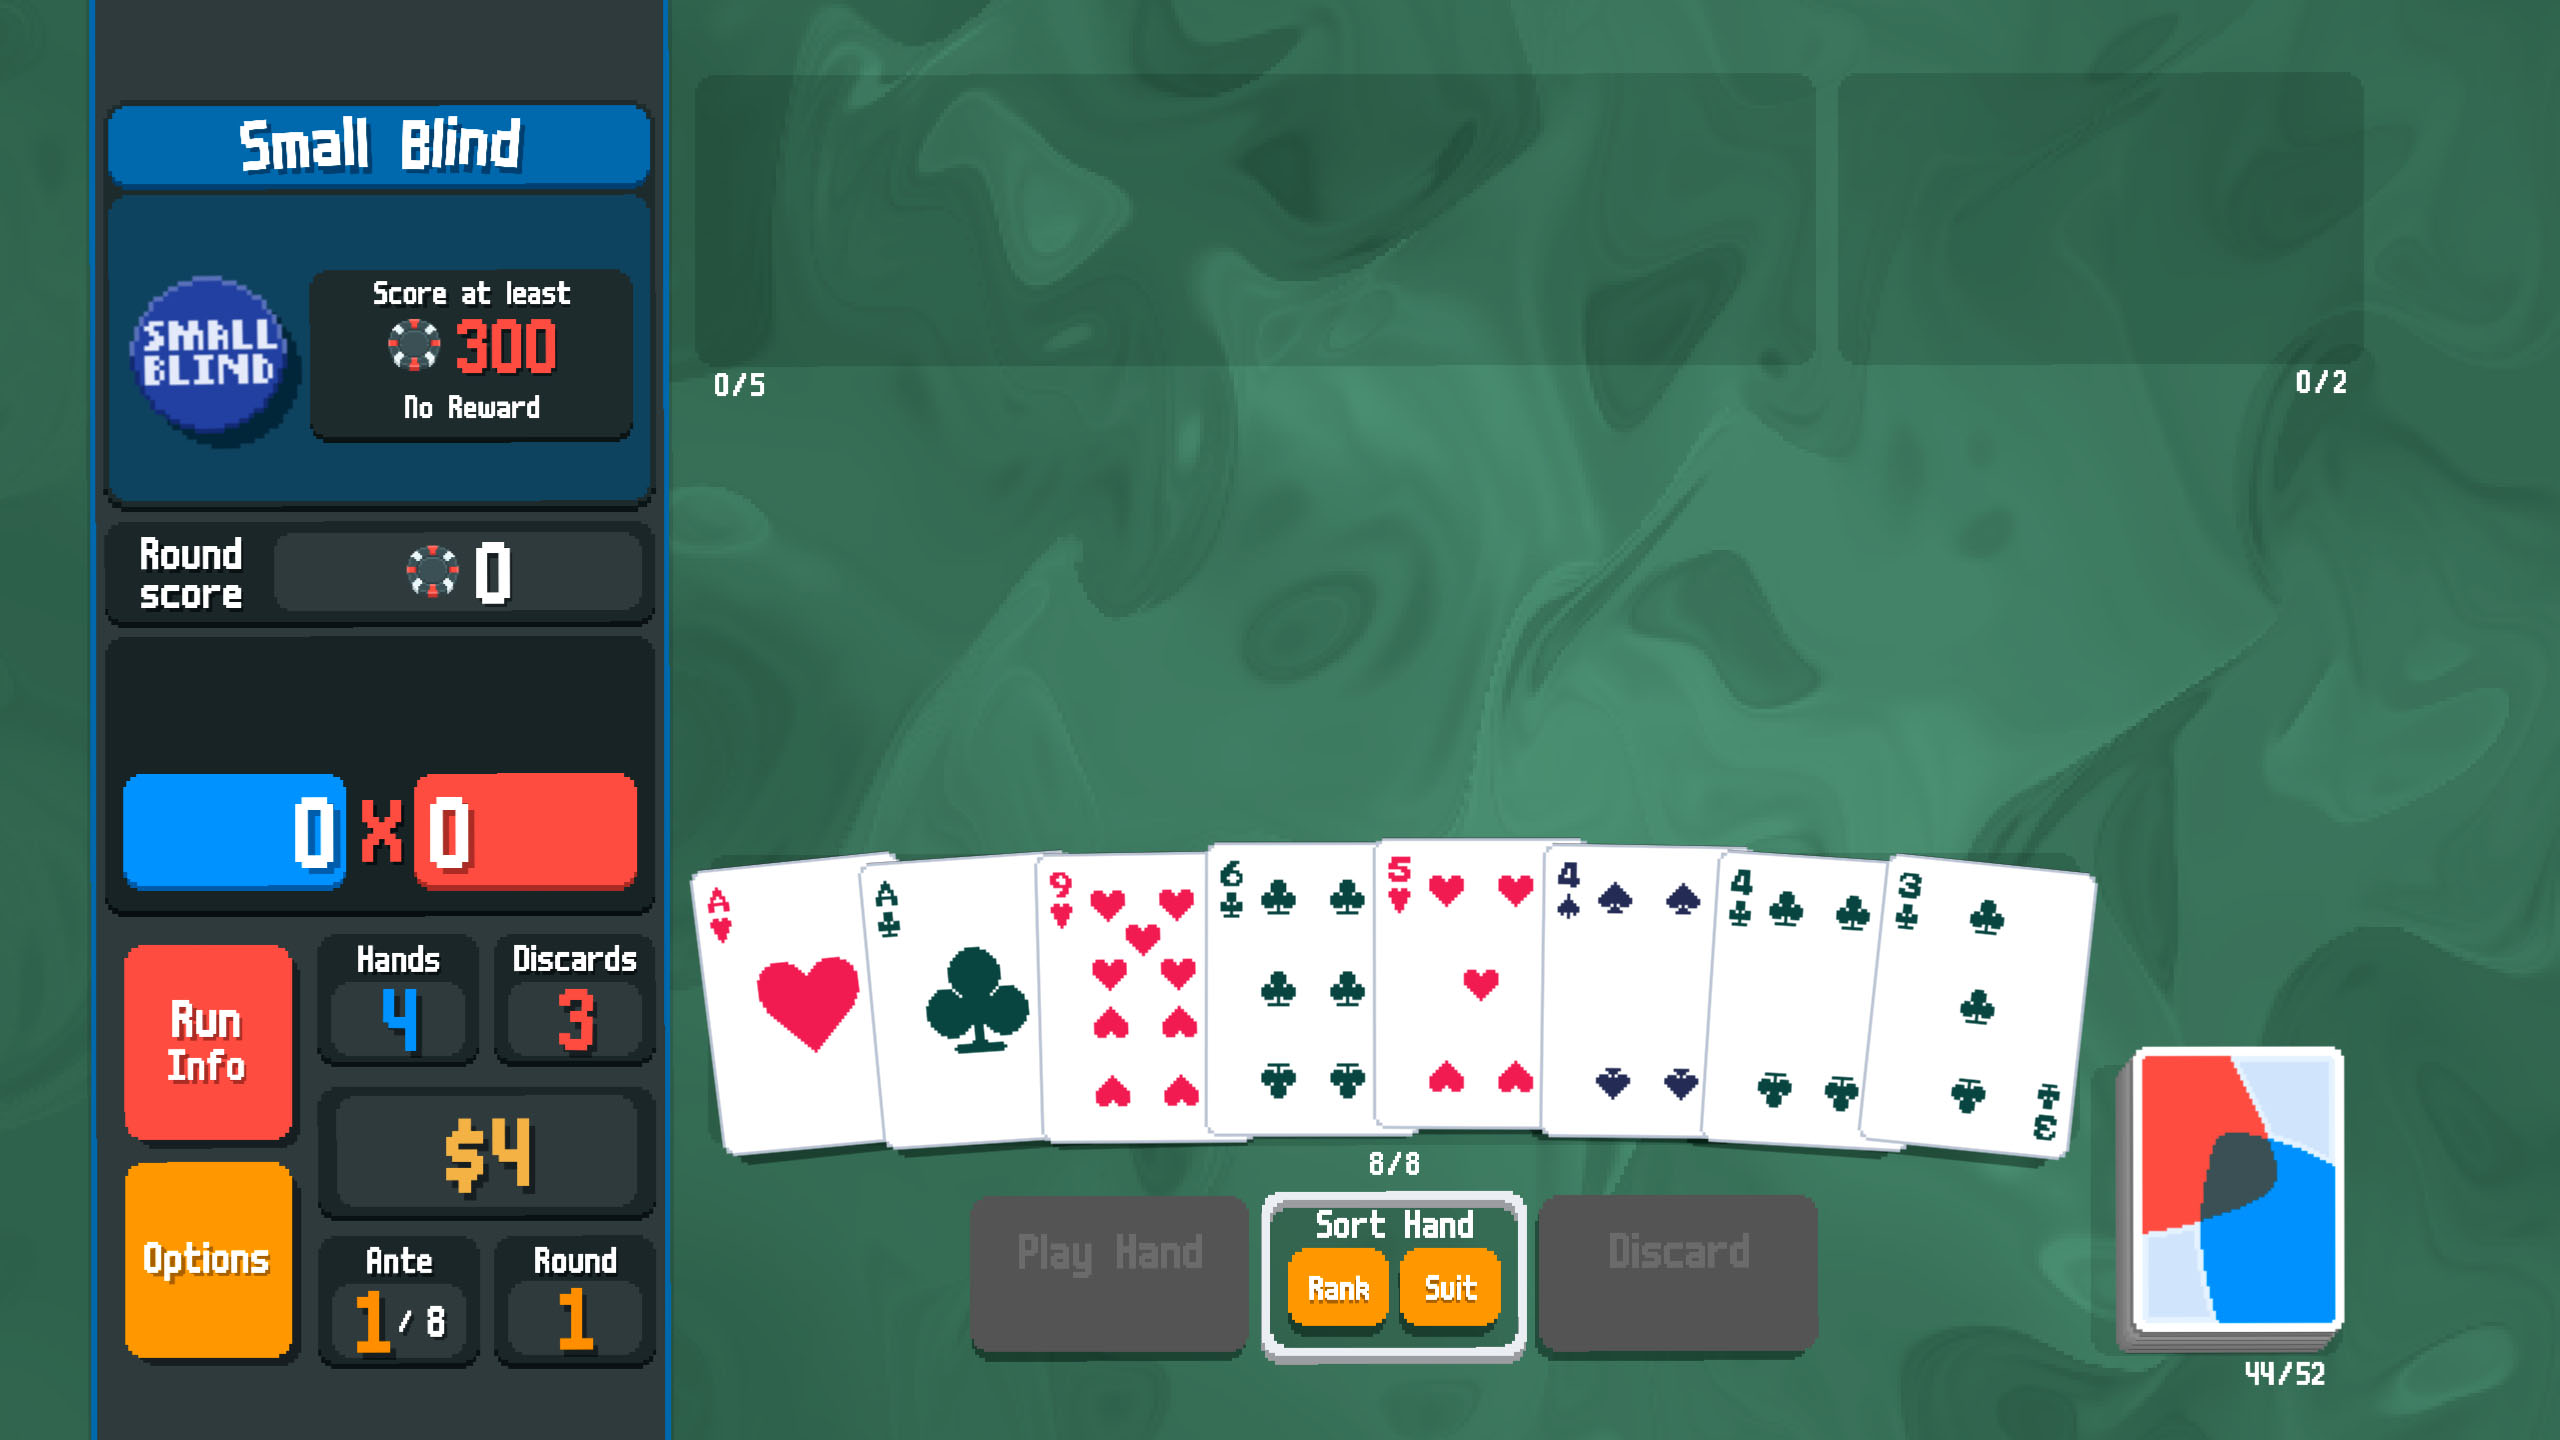 Small Blind
SMALL
BLIND
Score at least
300
No Reward
Round
score
0
0 X 0
Run
Info
Options
Hands
4
Discards
3
$4
Ante
1 / 8
Round
1
0/5
0/2
A
A
9
6
5
4
4
3
3
8/8
Play Hand
Sort Hand
Rank
Suit
Discard
44/52